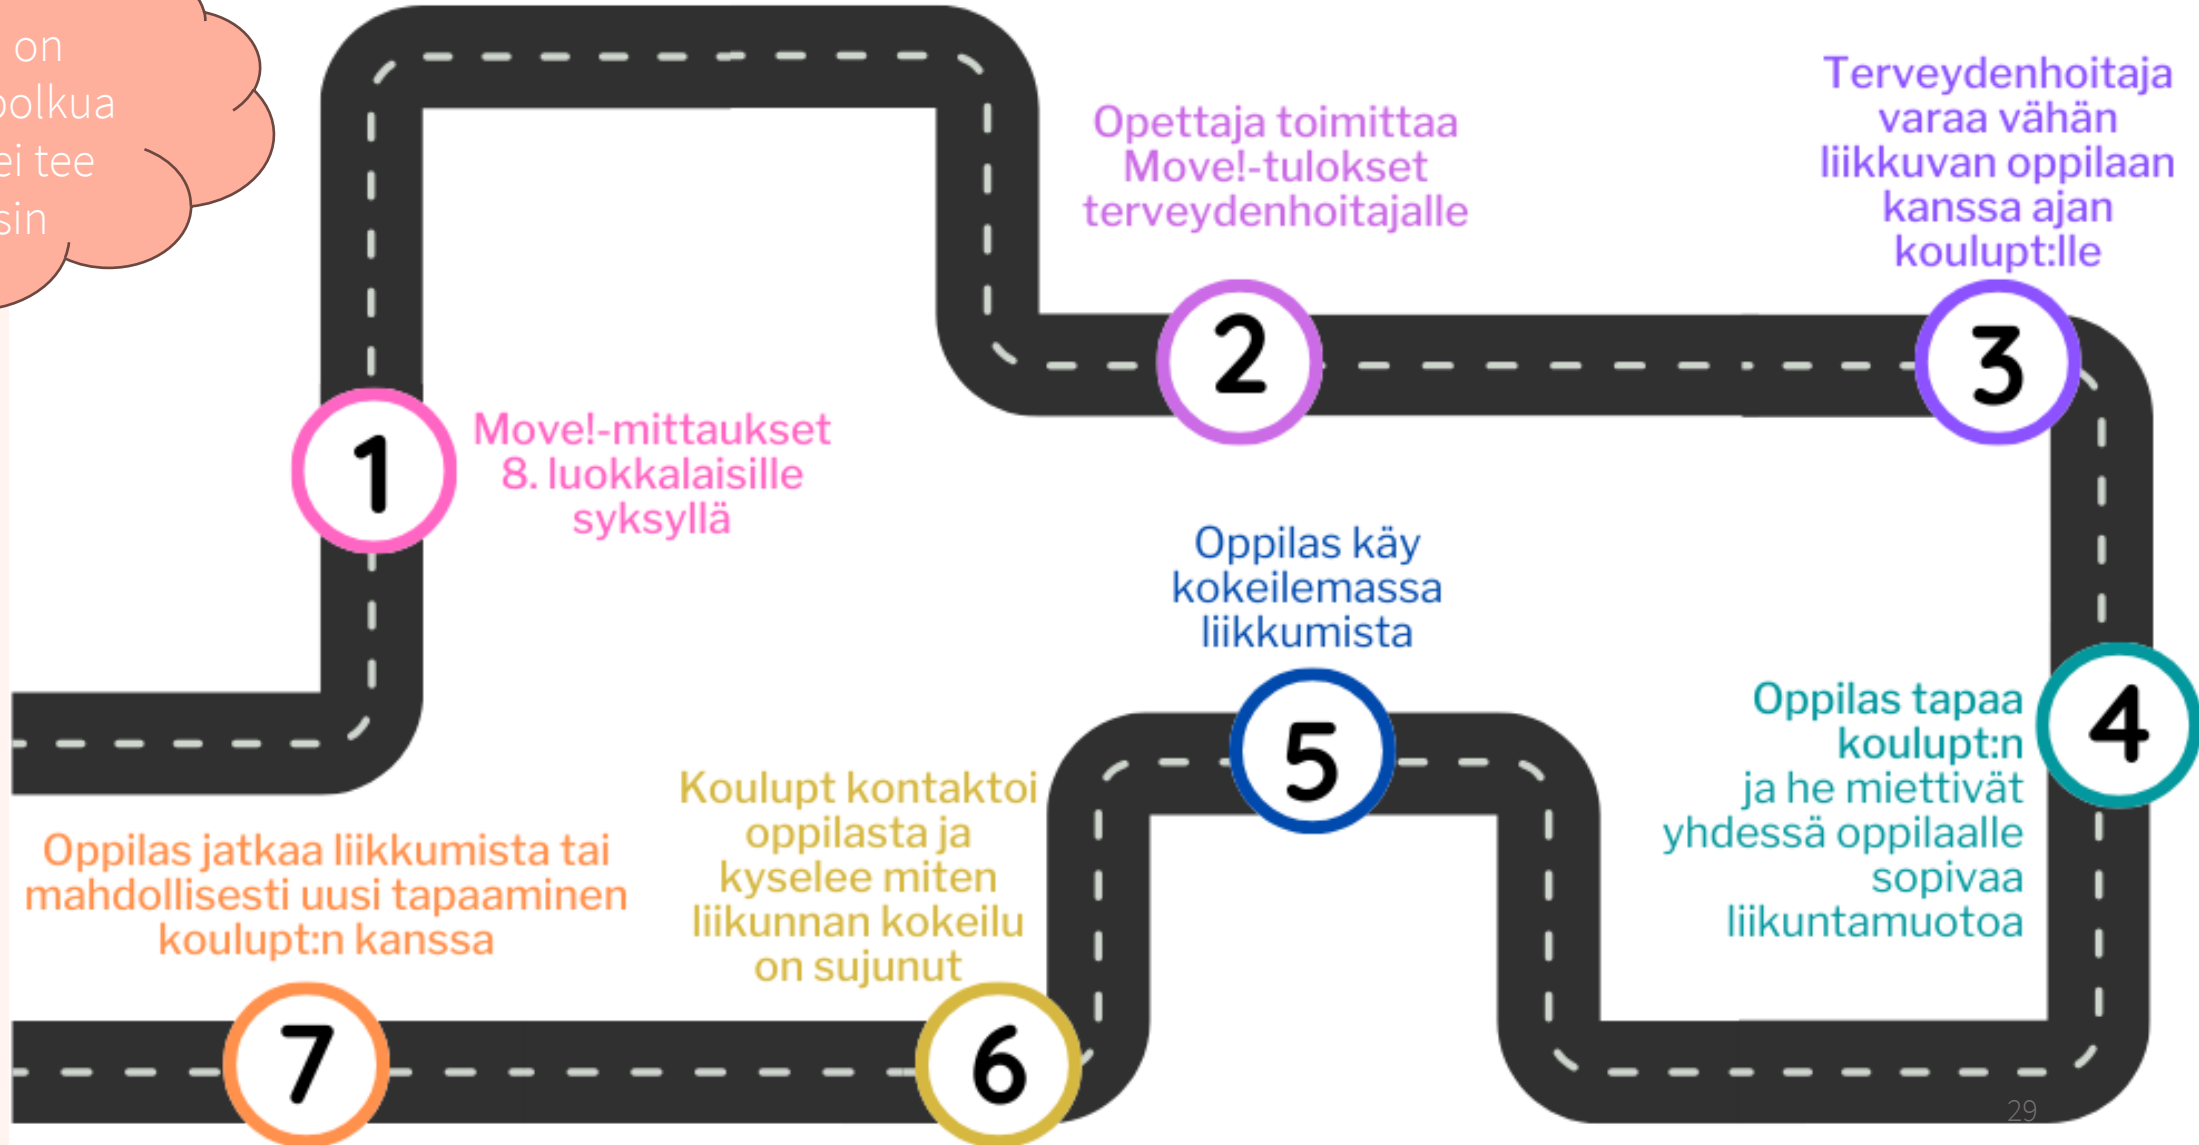 on
polkua
ei tee
sin
1
Move!-mittaukset
8. luokkalaisille
syksyllä
Opettaja toimittaa
Move!-tulokset
terveydenhoitajalle
2
Terveydenhoitaja
varaa vähän
liikkuvan oppilaan
kanssa ajan
koulupt:lle
3
Oppilas tapaa
koulupt:n
ja he miettivät
yhdessä oppilaalle
sopivaa
liikuntamuotoa
4
Oppilas käy
kokeilemassa
liikkumista
5
Koulupt kontaktoi
oppilasta ja
kyselee miten
liikunnan kokeilu
on sujunut
6
Oppilas jatkaa liikkumista tai
mahdollisesti uusi tapaaminen
koulupt:n kanssa
7
29